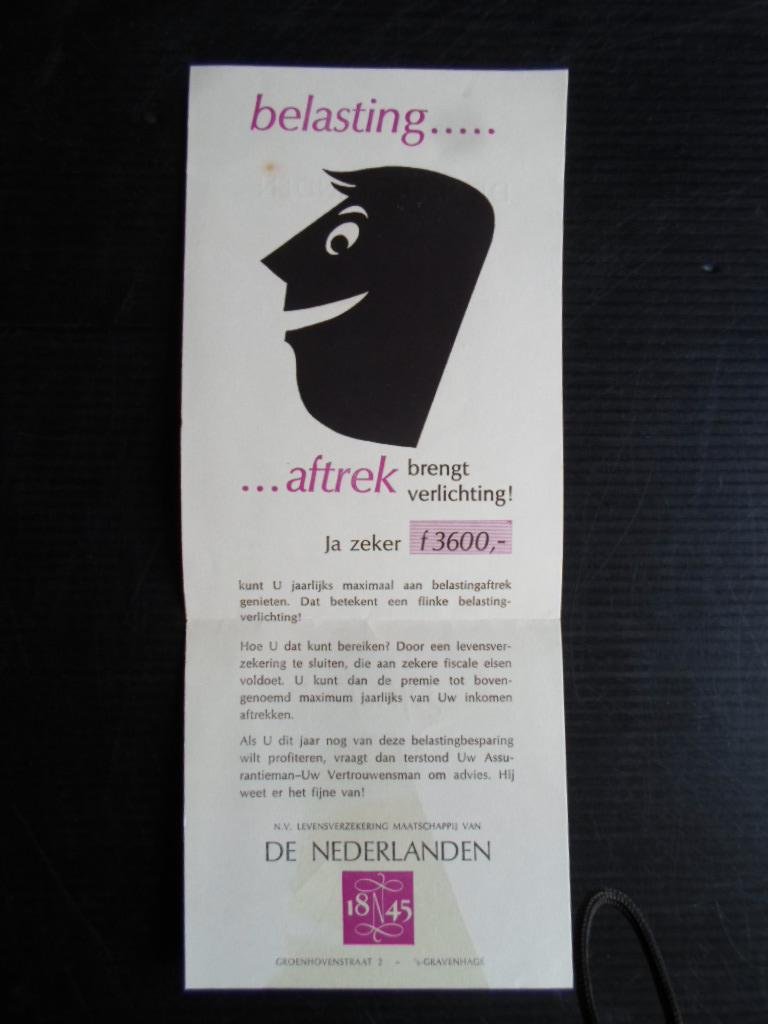 belasting.....
...aftrek brengt
verlichting!
Ja zeker f 3600,-
kunt U jaarlijks maximaal aan belastingaftrek
genieten. Dat betekent een flinke belasting-
verlichting!
Hoe U dat kunt bereiken? Door een levensver-
zekering te sluiten, die aan zekere fiscale eisen
voldoet. U kunt dan de premie tot boven-
genoemd maximum jaarlijks van Uw inkomen
aftrekken.
Als U dit jaar nog van deze belastingbesparing
wilt profiteren, vraagt dan terstond Uw Assu-
rantieman–Uw Vertrouwensman om advies. Hij
weet er het fijne van!
N.V. LEVENSVERZEKERING MAATSCHAPPIJ VAN
DE NEDERLANDEN
18 N 45
GROENHOVENSTRAAT 2 - 's-GRAVENHAGE